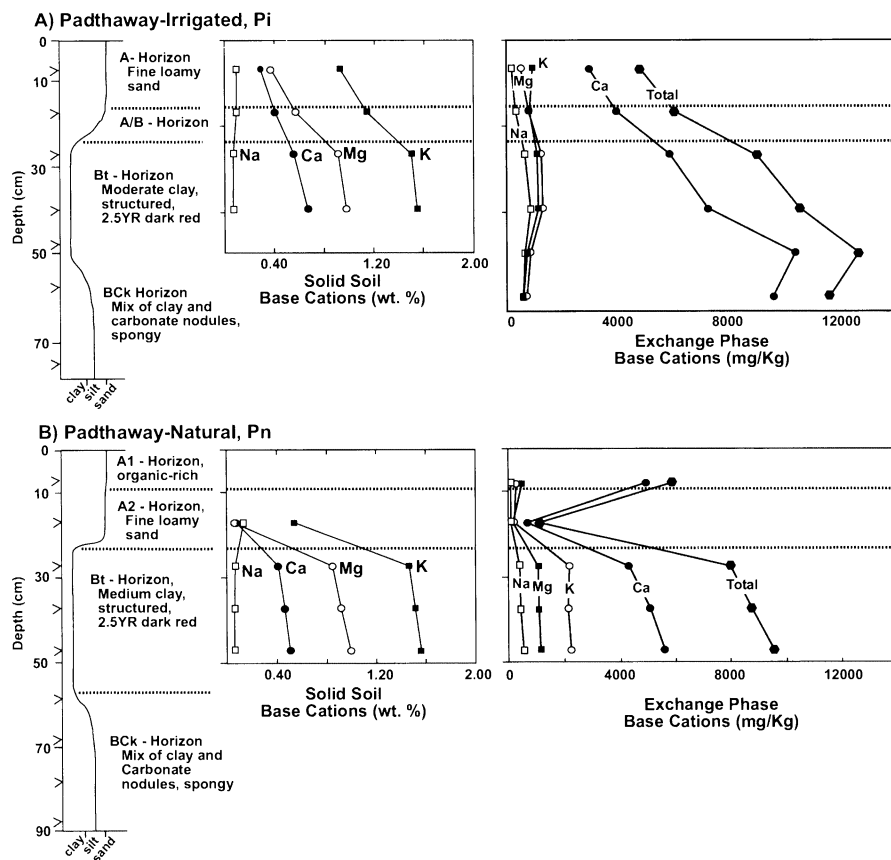 A) Padthaway-Irrigated, Pi
0
10
30
50
70
Depth (cm)
A- Horizon
Fine loamy
sand
A/B - Horizon
Bt - Horizon
Moderate clay,
structured,
2.5YR dark red
BCk Horizon
Mix of clay and
carbonate nodules,
spongy
clay
silt
sand
Na
Ca
Mg
K
0.40
1.20
2.00
Solid Soil
Base Cations (wt. %)
K
Mg
Ca
Total
Na
0
4000
8000
12000
Exchange Phase
Base Cations (mg/Kg)
B) Padthaway-Natural, Pn
0
10
30
50
70
90
Depth (cm)
A1 - Horizon,
organic-rich
A2 - Horizon,
Fine loamy
sand
Bt - Horizon,
Medium clay,
structured,
2.5YR dark red
BCk - Horizon
Mix of clay and
Carbonate
nodules, spongy
clay
silt
sand
Na
Ca
Mg
K
0.40
1.20
2.00
Solid Soil
Base Cations (wt. %)
Na
Mg
K
Ca
Total
0
4000
8000
12000
Exchange Phase
Base Cations (mg/Kg)